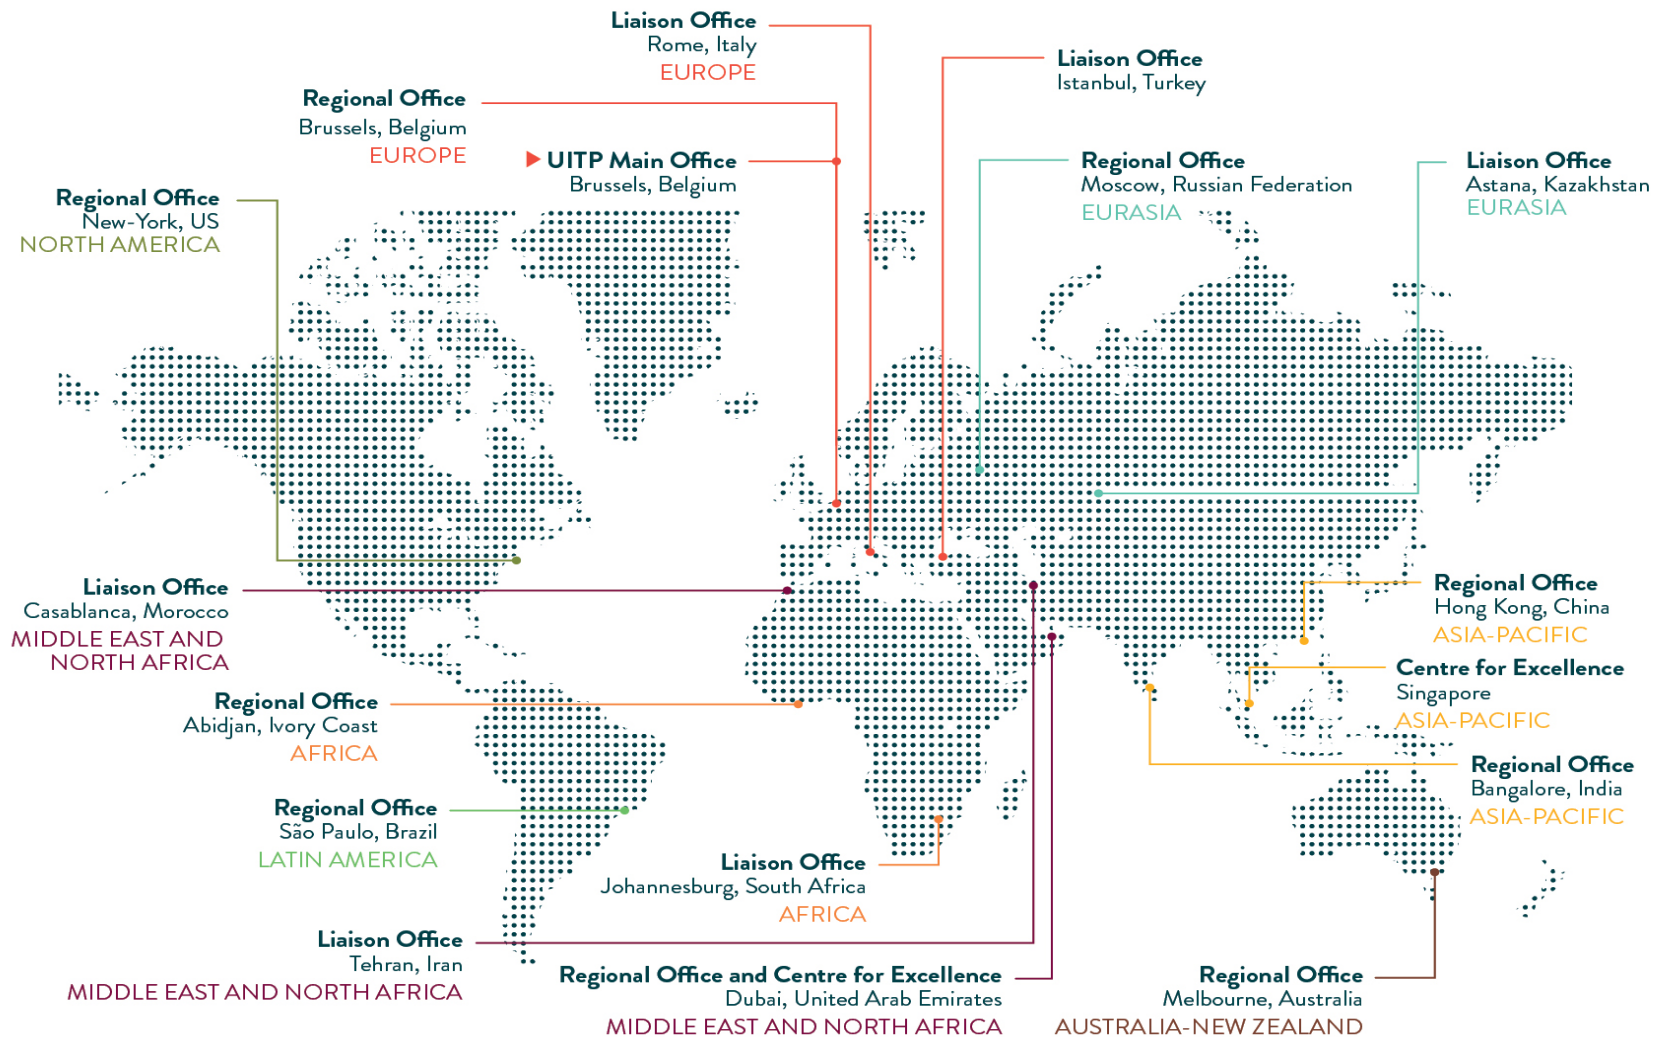 Liaison Office
Rome, Italy
EUROPE
Liaison Office
Istanbul, Turkey
Regional Office
Brussels, Belgium
EUROPE
UITP Main Office
Brussels, Belgium
Regional Office
Moscow, Russian Federation
EURASIA
Liaison Office
Astana, Kazakhstan
EURASIA
Regional Office
New-York, US
NORTH AMERICA
Liaison Office
Casablanca, Morocco
MIDDLE EAST AND
NORTH AFRICA
Regional Office
Hong Kong, China
ASIA-PACIFIC
Centre for Excellence
Singapore
ASIA-PACIFIC
Regional Office
Abidjan, Ivory Coast
AFRICA
Regional Office
Bangalore, India
ASIA-PACIFIC
Regional Office
São Paulo, Brazil
LATIN AMERICA
Liaison Office
Johannesburg, South Africa
AFRICA
Liaison Office
Tehran, Iran
MIDDLE EAST AND NORTH AFRICA
Regional Office and Centre for Excellence
Dubai, United Arab Emirates
MIDDLE EAST AND NORTH AFRICA
Regional Office
Melbourne, Australia
AUSTRALIA-NEW ZEALAND